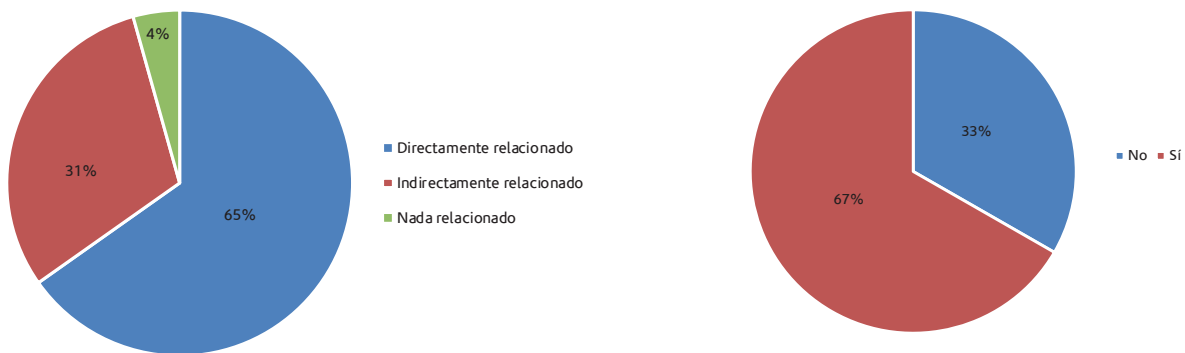 4%
31%
65%
Directamente relacionado
Indirectamente relacionado
Nada relacionado
33%
67%
No Sí